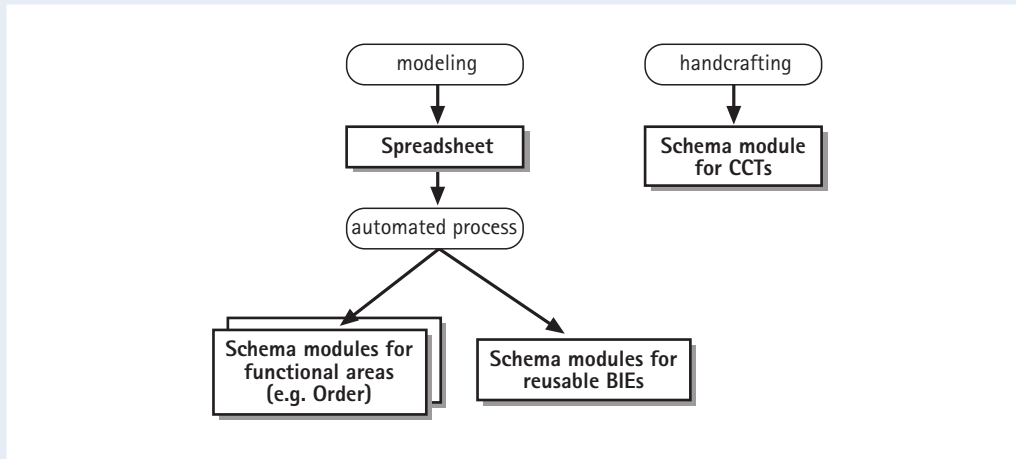 modeling
handcrafting
Spreadsheet
Schema module
for CCTs
automated process
Schema modules for
functional areas
(e.g. Order)
Schema modules for
reusable BIEs